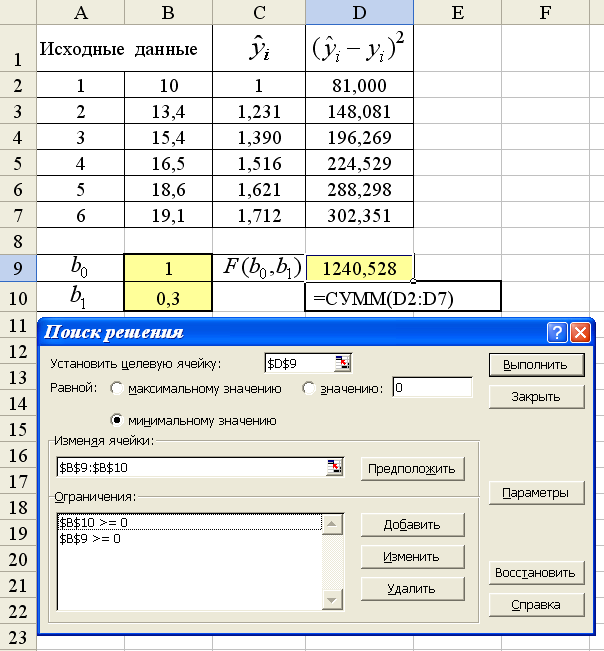 A B C D E F
1 Исходные данные ŷᵢ (ŷᵢ − yᵢ)²
2 1 10 1 81,000
3 2 13,4 1,231 148,081
4 3 15,4 1,390 196,269
5 4 16,5 1,516 224,529
6 5 18,6 1,621 288,298
7 6 19,1 1,712 302,351
8
9 b₀ 1 F(b₀,b₁) 1240,528
10 b₁ 0,3 =СУММ(D2:D7)
11
Поиск решения
12
Установить целевую ячейку: $D$9 Выполнить
13
Равной: максимальному значению значению: 0 Закрыть
14
минимальному значению
15
Изменяя ячейки:
16
$B$9:$B$10 Предположить
17
Ограничения: Параметры
18
$B$10 >= 0 Добавить
19
$B$9 >= 0
20
Изменить
Восстановить
21
Удалить
22
Справка
23